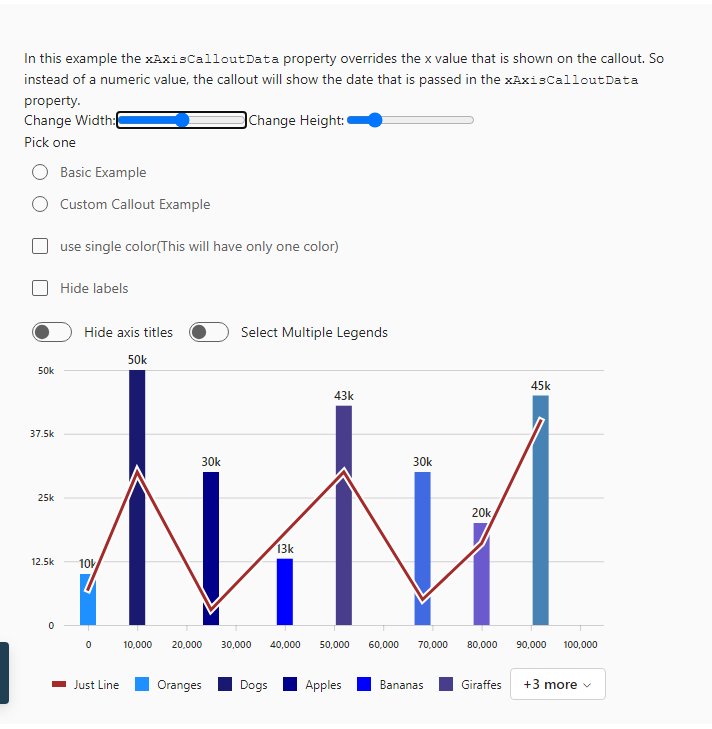 In this example the xAxisCalloutData property overrides the x value that is shown on the callout. So
instead of a numeric value, the callout will show the date that is passed in the xAxisCalloutData
property.
Change Width: Change Height:
Pick one
Basic Example
Custom Callout Example
use single color(This will have only one color)
Hide labels
Hide axis titles Select Multiple Legends
50k
45k
50k
43k
37.5k
30k 30k
25k
20k
13k
12.5k 10k
0
0 10,000 20,000 30,000 40,000 50,000 60,000 70,000 80,000 90,000 100,000
Just Line Oranges Dogs Apples Bananas Giraffes +3 more